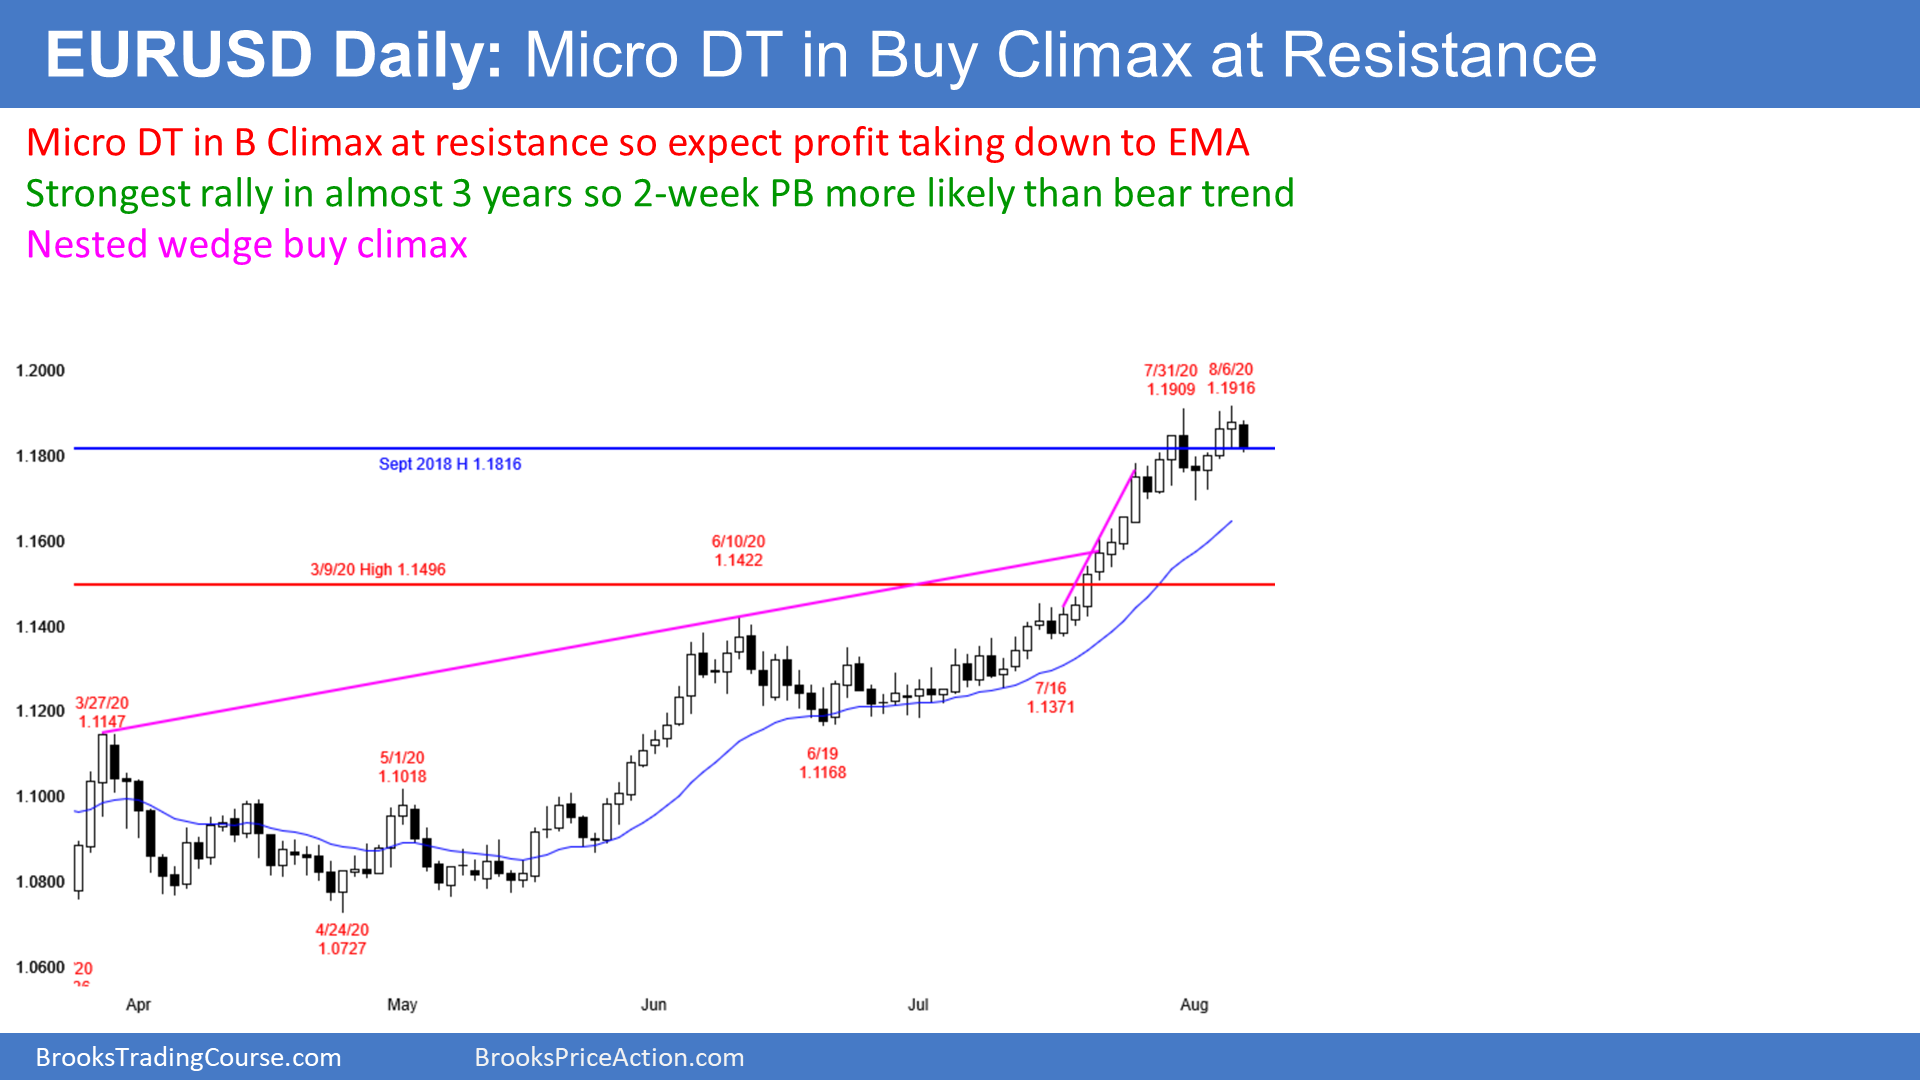 EURUSD Daily: Micro DT in Buy Climax at Resistance
Micro DT in B Climax at resistance so expect profit taking down to EMA
Strongest rally in almost 3 years so 2-week PB more likely than bear trend
Nested wedge buy climax
1.2000
7/31/20
1.1909
8/6/20
1.1916
1.1800
Sept 2018 H 1.1816
1.1600
6/10/20
1.1422
3/9/20 High 1.1496
1.1400
7/16
1.1371
1.1200
3/27/20
1.1147
6/19
1.1168
5/1/20
1.1018
1.1000
1.0800
4/24/20
1.0727
1.0600
20
Apr
May
Jun
Jul
Aug
BrooksTradingCourse.com
BrooksPriceAction.com